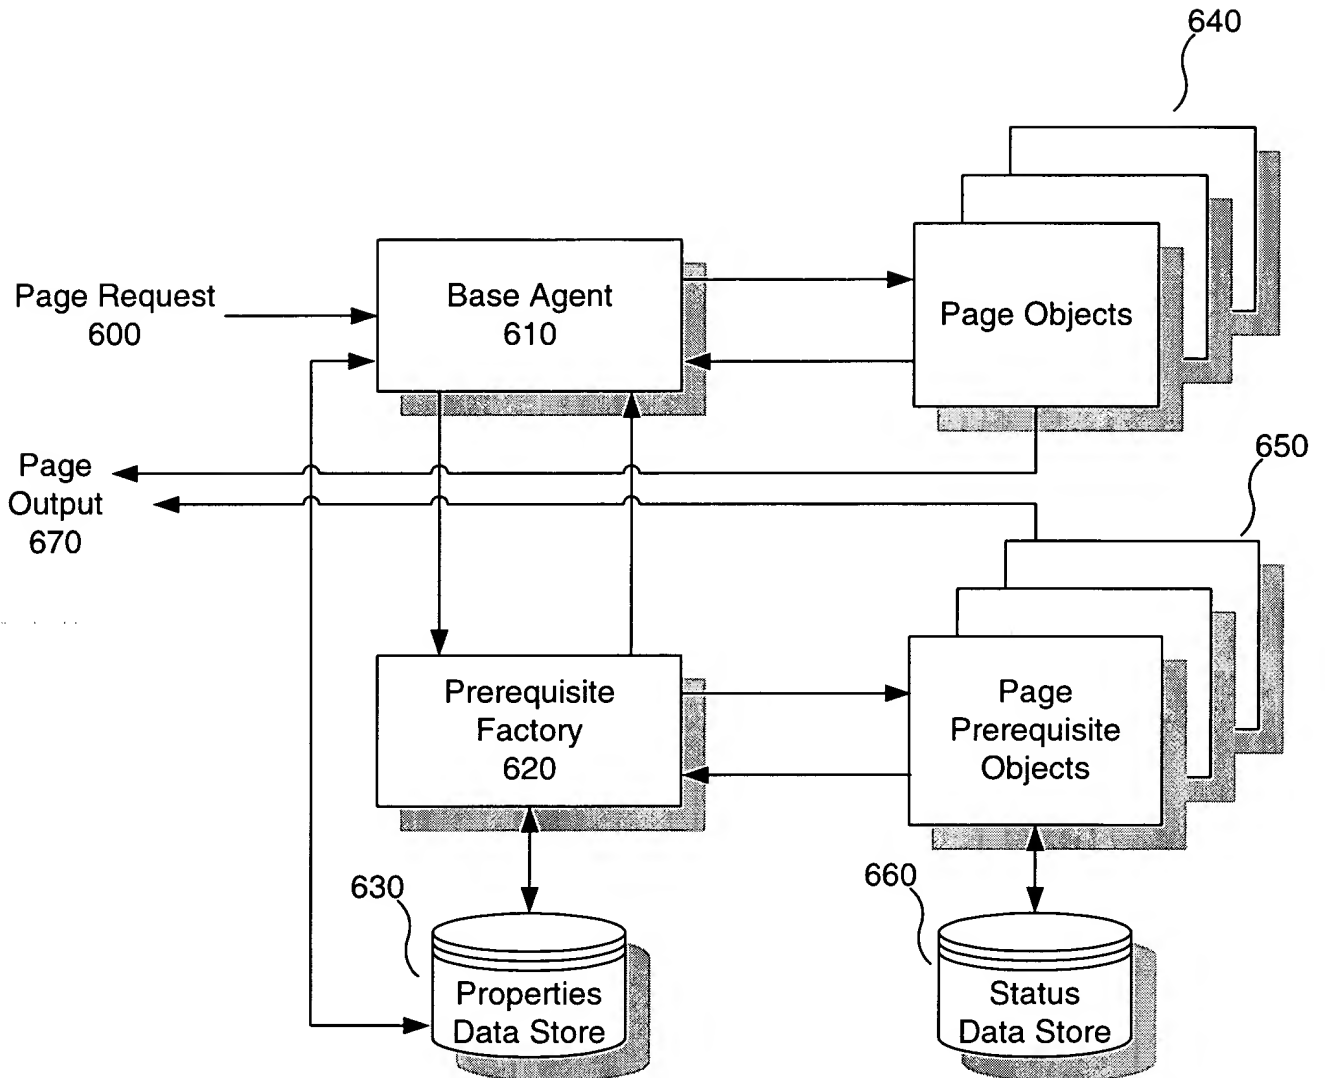 640
Page Request
600
Base Agent
610
Page Objects
Page
Output
670
650
Prerequisite
Factory
620
Page
Prerequisite
Objects
630
660
Properties
Data Store
Status
Data Store